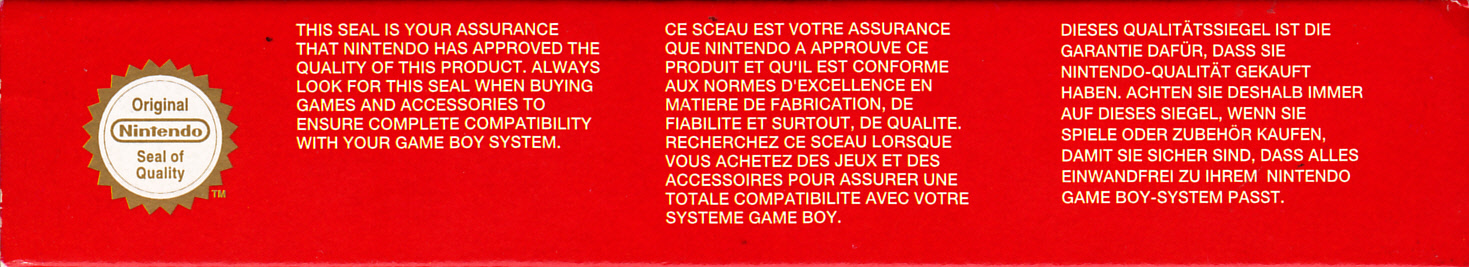 Original
Nintendo
Seal of
Quality
TM
THIS SEAL IS YOUR ASSURANCE
THAT NINTENDO HAS APPROVED THE
QUALITY OF THIS PRODUCT. ALWAYS
LOOK FOR THIS SEAL WHEN BUYING
GAMES AND ACCESSORIES TO
ENSURE COMPLETE COMPATIBILITY
WITH YOUR GAME BOY SYSTEM.
CE SCEAU EST VOTRE ASSURANCE
QUE NINTENDO A APPROUVE CE
PRODUIT ET QU'IL EST CONFORME
AUX NORMES D'EXCELLENCE EN
MATIERE DE FABRICATION, DE
FIABILITE ET SURTOUT, DE QUALITE.
RECHERCHEZ CE SCEAU LORSQUE
VOUS ACHETEZ DES JEUX ET DES
ACCESSOIRES POUR ASSURER UNE
TOTALE COMPATIBILITE AVEC VOTRE
SYSTEME GAME BOY.
DIESES QUALITÄTSSIEGEL IST DIE
GARANTIE DAFÜR, DASS SIE
NINTENDO-QUALITÄT GEKAUFT
HABEN. ACHTEN SIE DESHALB IMMER
AUF DIESES SIEGEL, WENN SIE
SPIELE ODER ZUBEHÖR KAUFEN,
DAMIT SIE SICHER SIND, DASS ALLES
EINWANDFREI ZU IHREM NINTENDO
GAME BOY-SYSTEM PASST.